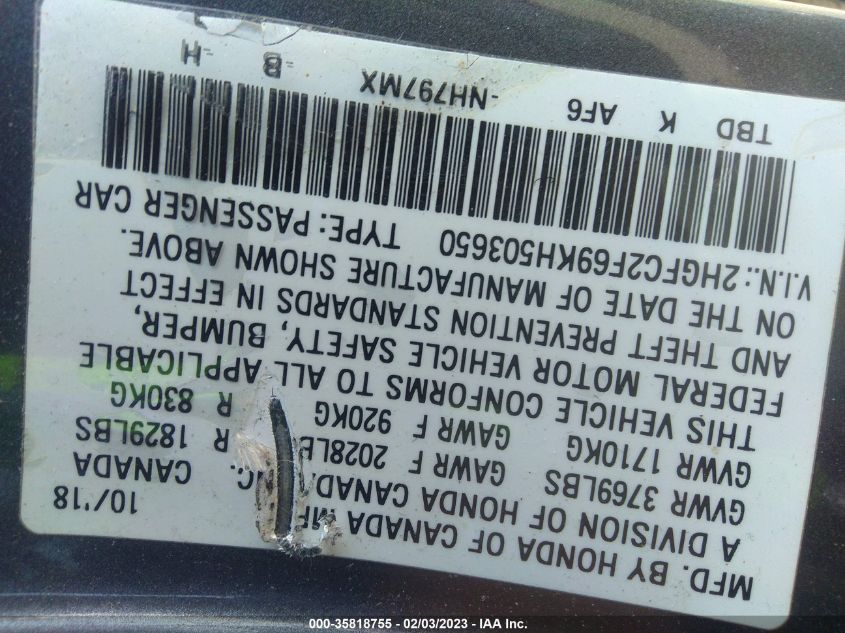 MFD. BY HONDA OF CANADA MF 10/'18
A DIVISION OF HONDA CANAD C. CANADA
GVWR 3769LBS GAWR F 2028LB R 1829LBS
GVWR 1710KG GAWR F 920KG R 830KG
THIS VEHICLE CONFORMS TO ALL APPLICABLE
FEDERAL MOTOR VEHICLE SAFETY, BUMPER,
AND THEFT PREVENTION STANDARDS IN EFFECT
ON THE DATE OF MANUFACTURE SHOWN ABOVE.
V.I.N.: 2HGFC2F69KH503650 TYPE: PASSENGER CAR
TBD K AF6 -NH797MX
B H
000-35818755 - 02/03/2023 - IAA Inc.